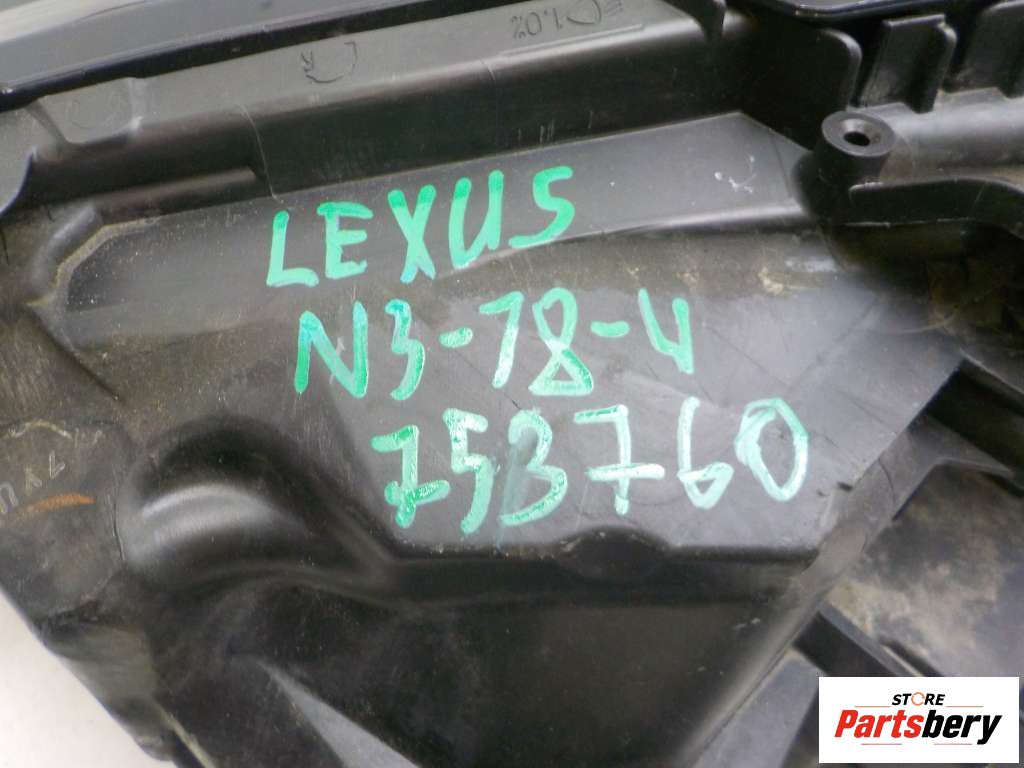 1.0%
R
LEXUS
N3-78-4
753760
STORE
Partsbery